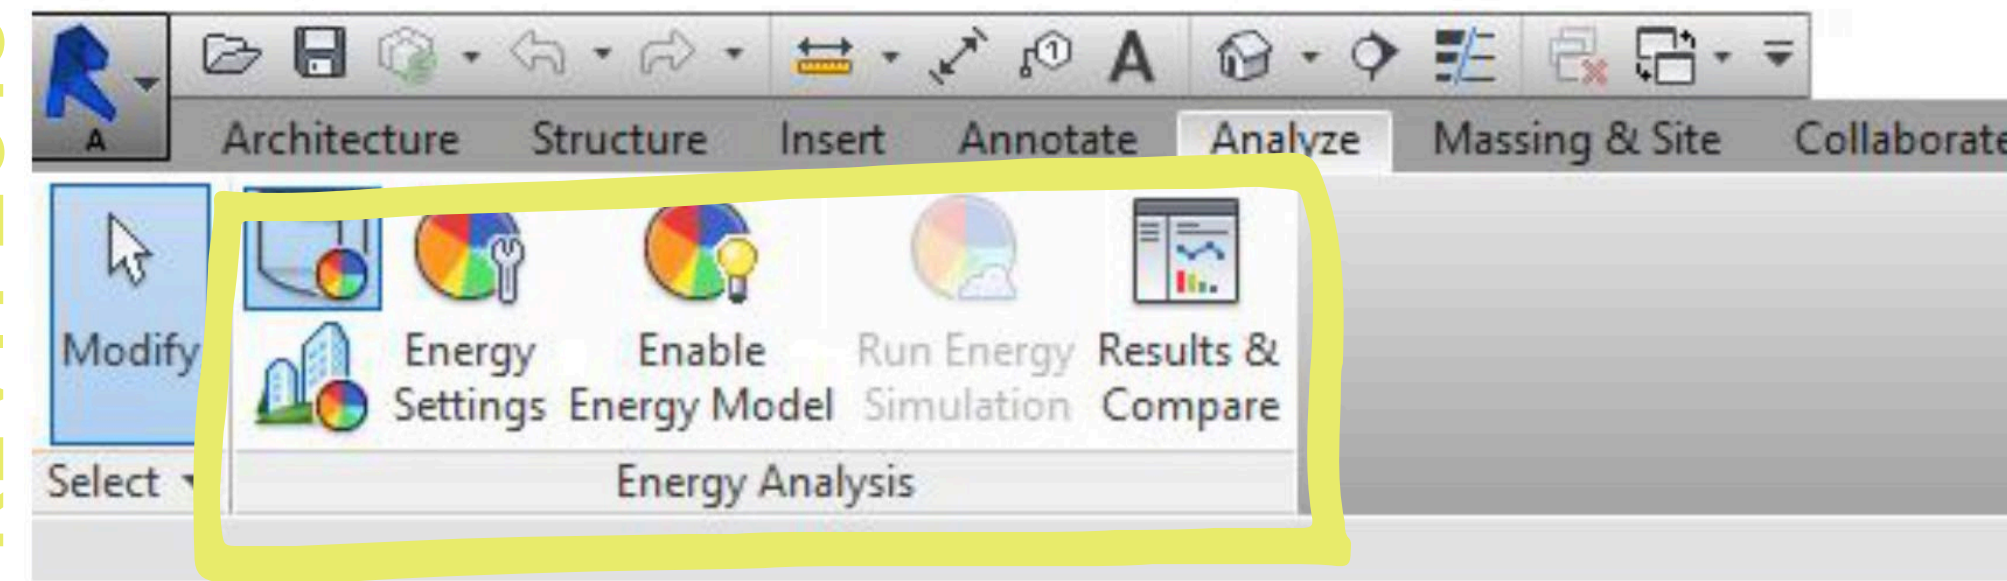 A
1
A
Architecture Structure Insert Annotate Analyze Massing & Site Collaborate
Modify
Energy
Settings
Enable
Energy Model
Run Energy
Simulation
Results &
Compare
Select
Energy Analysis